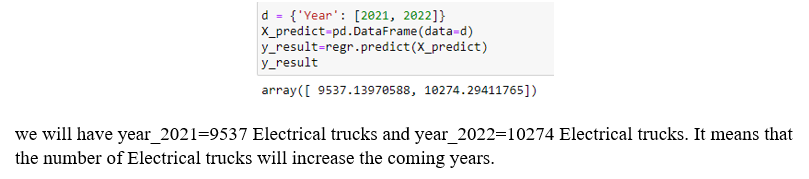 d = {'Year': [2021, 2022]}
X_predict=pd.DataFrame(data=d)
y_result=regr.predict(X_predict)
y_result
array([ 9537.13970588, 10274.29411765])
we will have year_2021=9537 Electrical trucks and year_2022=10274 Electrical trucks. It means that
the number of Electrical trucks will increase the coming years.